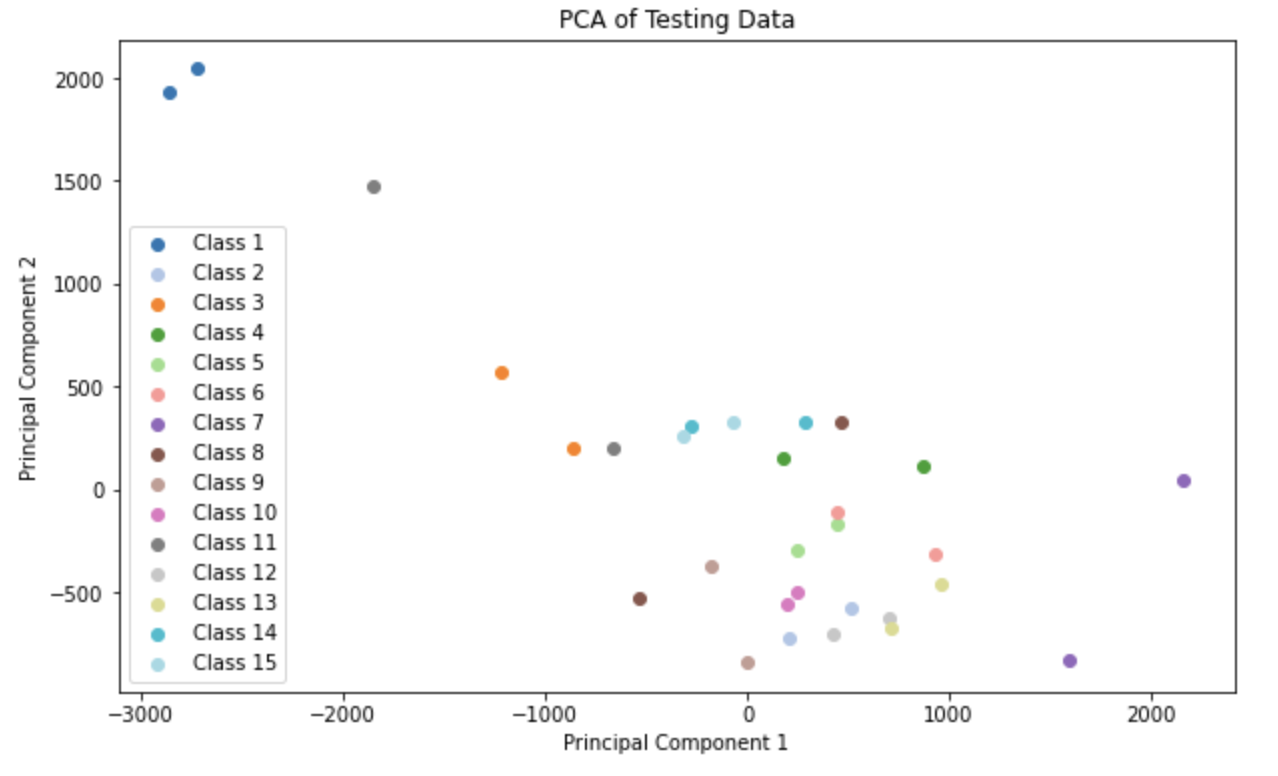 PCA of Testing Data
Principal Component 2
2000
1500
1000
500
0
−500
Class 1
Class 2
Class 3
Class 4
Class 5
Class 6
Class 7
Class 8
Class 9
Class 10
Class 11
Class 12
Class 13
Class 14
Class 15
−3000 −2000 −1000 0 1000 2000
Principal Component 1